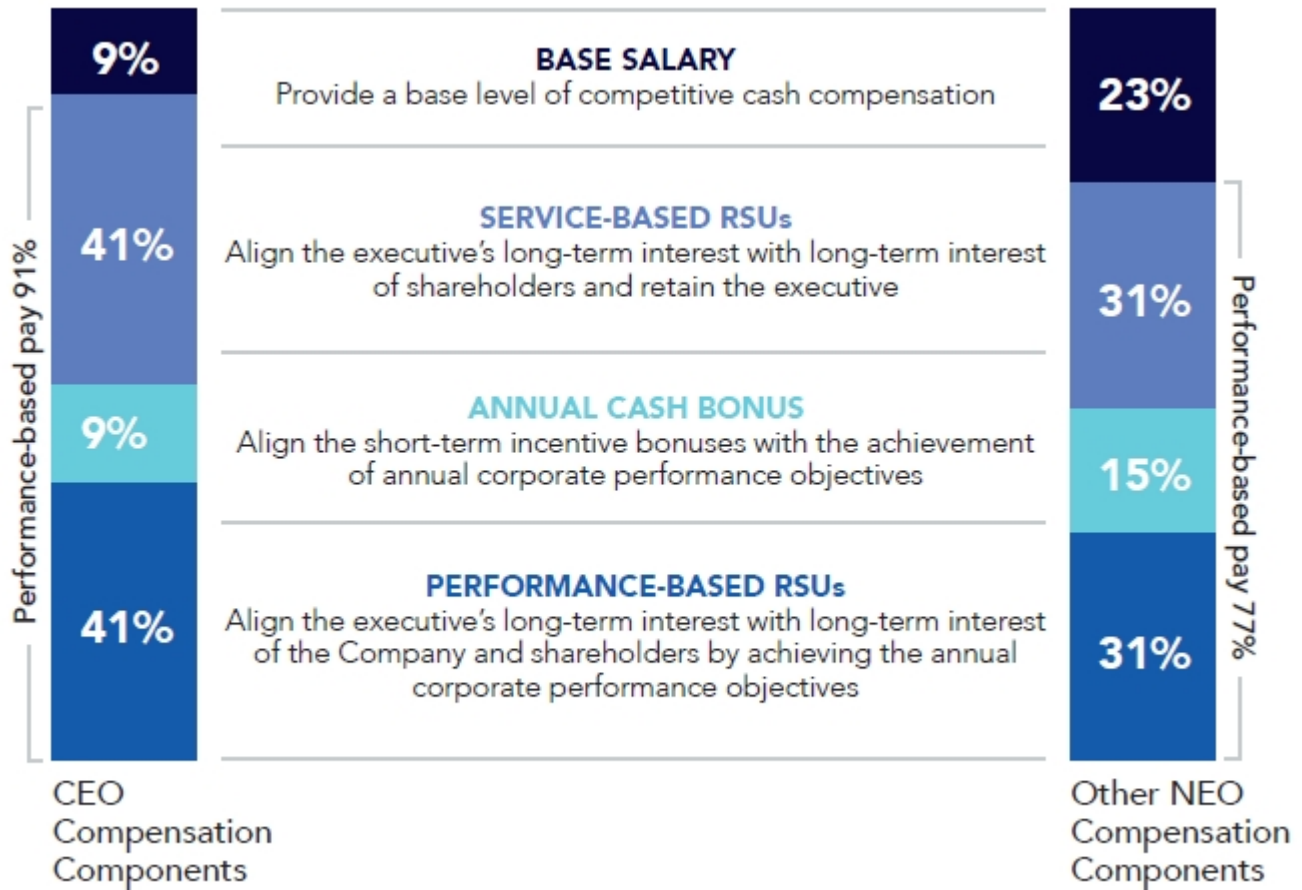 9%
41%
9%
41%
Performance-based pay 91%
CEO
Compensation
Components
BASE SALARY
Provide a base level of competitive cash compensation
SERVICE-BASED RSUs
Align the executive's long-term interest with long-term interest
of shareholders and retain the executive
ANNUAL CASH BONUS
Align the short-term incentive bonuses with the achievement
of annual corporate performance objectives
PERFORMANCE-BASED RSUs
Align the executive's long-term interest with long-term interest
of the Company and shareholders by achieving the annual
corporate performance objectives
23%
31%
15%
31%
Performance-based pay 77%
Other NEO
Compensation
Components